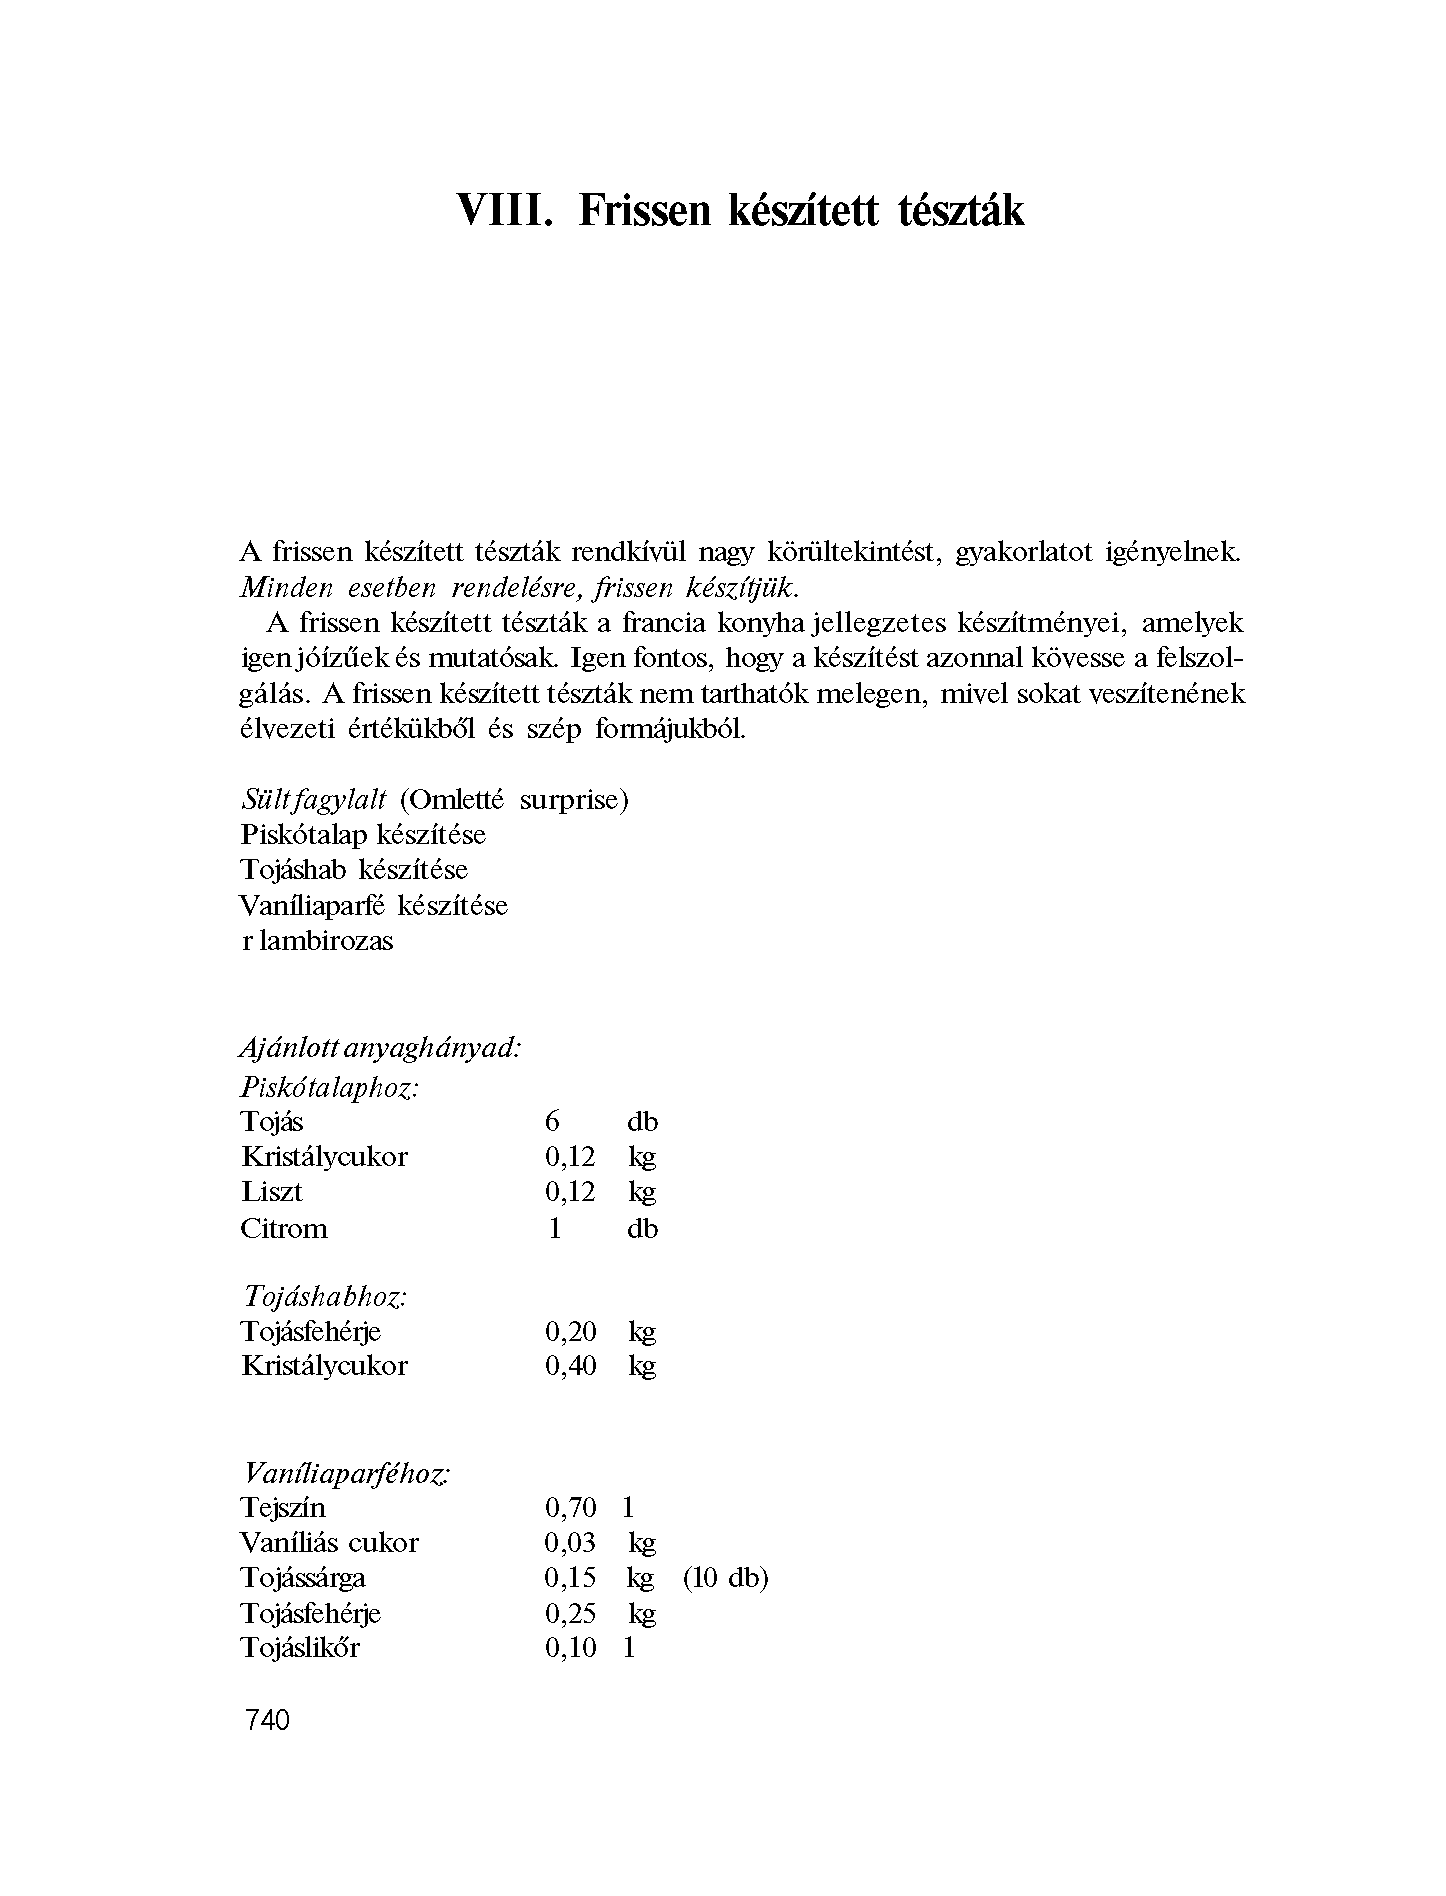 VIII. Frissen készített tészták
A frissen készített tészták rendkívül nagy körültekintést, gyakorlatot igényelnek.
Minden esetben rendelésre, frissen készítjük.
A frissen készített tészták a francia konyha jellegzetes készítményei, amelyek
igen jóízűek és mutatósak. Igen fontos, hogy a készítést azonnal kövesse a felszol-
gálás. A frissen készített tészták nem tarthatók melegen, mivel sokat veszítenének
élvezeti értékükből és szép formájukból.
Sült fagylalt (Omletté surprise)
Piskótalap készítése
Tojáshab készítése
Vaníliaparfé készítése
r lambirozas
Ajánlott anyaghányad:
Piskótalaphoz:
Tojás 6 db
Kristálycukor 0,12 kg
Liszt 0,12 kg
Citrom 1 db
Tojáshabhoz:
Tojásfehérje 0,20 kg
Kristálycukor 0,40 kg
Vaníliaparféhoz:
Tejszín 0,70 1
Vaníliás cukor 0,03 kg
Tojássárga 0,15 kg (10 db)
Tojásfehérje 0,25 kg
Tojáslikőr 0,10 1
740